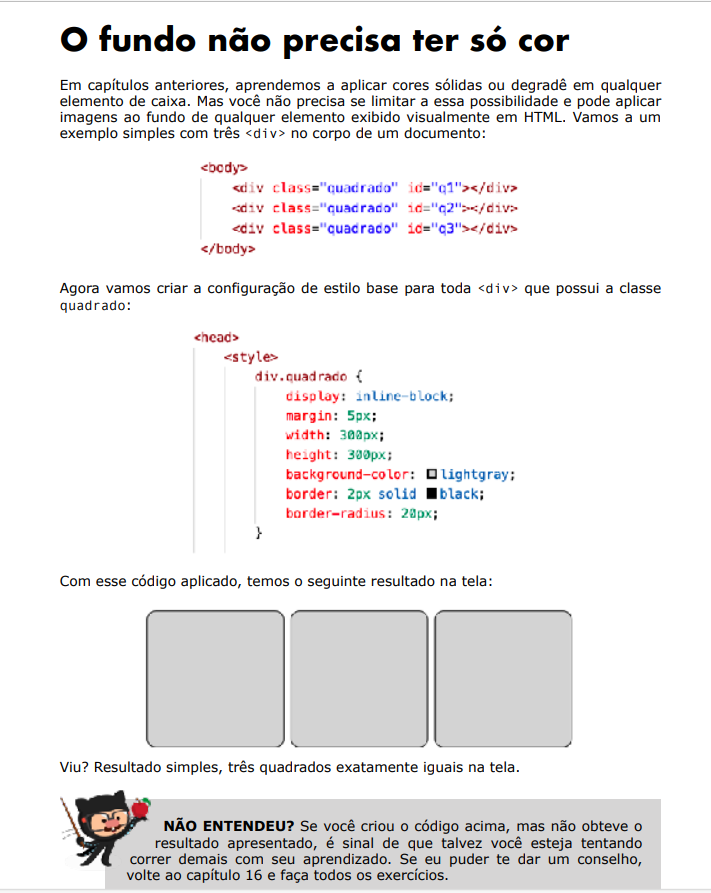 O fundo não precisa ter só cor
Em capítulos anteriores, aprendemos a aplicar cores sólidas ou degradê em qualquer
elemento de caixa. Mas você não precisa se limitar a essa possibilidade e pode aplicar
imagens ao fundo de qualquer elemento exibido visualmente em HTML. Vamos a um
exemplo simples com três <div> no corpo de um documento:
<body>
<div class="quadrado" id="q1"></div>
<div class="quadrado" id="q2"></div>
<div class="quadrado" id="q3"></div>
</body>
Agora vamos criar a configuração de estilo base para toda <div> que possui a classe
quadrado:
<head>
<style>
div.quadrado {
display: inline-block;
margin: 5px;
width: 300px;
height: 300px;
background-color: lightgray;
border: 2px solid black;
border-radius: 20px;
}
Com esse código aplicado, temos o seguinte resultado na tela:
Viu? Resultado simples, três quadrados exatamente iguais na tela.
NÃO ENTENDEU? Se você criou o código acima, mas não obteve o
resultado apresentado, é sinal de que talvez você esteja tentando
correr demais com seu aprendizado. Se eu puder te dar um conselho,
volte ao capítulo 16 e faça todos os exercícios.